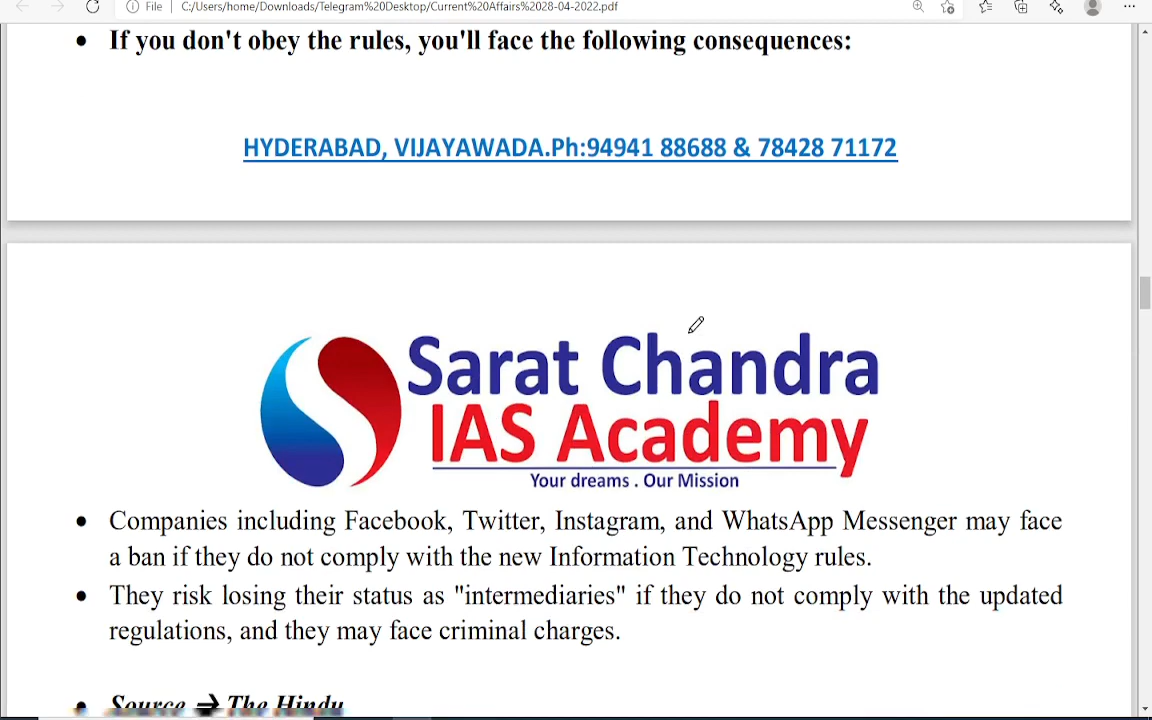 File
C:/Users/home/Downloads/Telegram%20Desktop/Current%20Affairs%2028-04-2022.pdf
• If you don't obey the rules, you'll face the following consequences:
HYDERABAD, VIJAYAWADA.Ph:94941 88688 & 78428 71172
Sarat Chandra
IAS Academy
Your dreams . Our Mission
• Companies including Facebook, Twitter, Instagram, and WhatsApp Messenger may face
a ban if they do not comply with the new Information Technology rules.
• They risk losing their status as "intermediaries" if they do not comply with the updated
regulations, and they may face criminal charges.
• Source → The Hindu